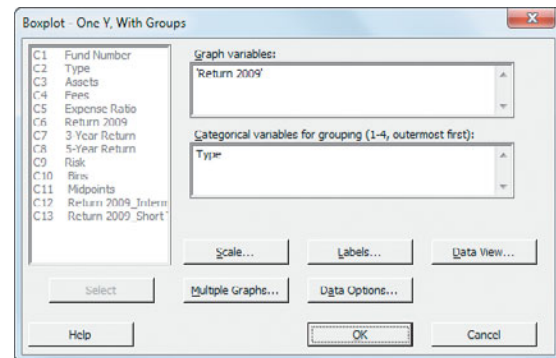 Boxplot - One Y, With Groups
C1 Fund Number
C2 Type
C3 Assets
C4 Fees
C5 Expense Ratio
C6 Return 2009
C7 3-Year Return
C8 5-Year Return
C9 Risk
C10 Bins
C11 Midpoints
C12 Return 2009_Interm
C13 Return 2009_Short
Graph variables:
'Return 2009'
Categorical variables for grouping (1-4, outermost first):
Type
Scale... Labels... Data View...
Select Multiple Graphs... Data Options...
Help OK Cancel